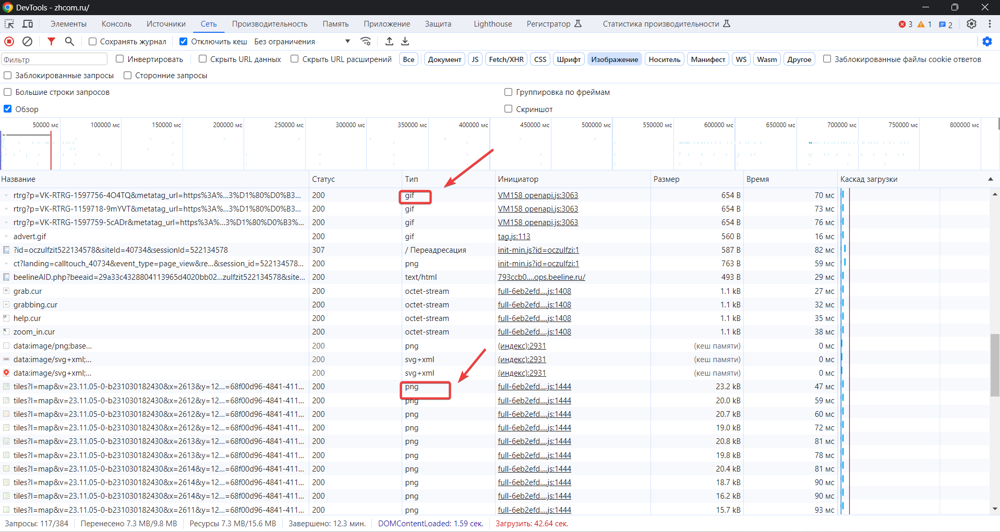 DevTools - zhcom.ru/
Элементы Консоль Источники Сеть Производительность Память Приложение Защита Lighthouse Регистратор Статистика производительности 3 1 2
Сохранять журнал Отключить кеш Без ограничения
Фильтр Инвертировать Скрыть URL данных Скрыть URL расширений Все Документ JS Fetch/XHR CSS Шрифт Изображение Носитель Манифест WS Wasm Другое Заблокированные файлы cookie ответов
Заблокированные запросы Сторонние запросы
Большие строки запросов Группировка по фреймам
Обзор Скриншот
50000 мс 100000 мс 150000 мс 200000 мс 250000 мс 300000 мс 350000 мс 400000 мс 450000 мс 500000 мс 550000 мс 600000 мс 650000 мс 700000 мс 750000 мс 800000 мс
Название Статус Тип Инициатор Размер Время Каскад загрузки
rtrg?p=VK-RTRG-1597756-4O4TQ&metatag_url=https%3A%...3%D1%80%D0%B3... 200 gif VM158 openapi.js:3063 654 B 70 мс
rtrg?p=VK-RTRG-1159718-9mYVT&metatag_url=https%3A%...3%D1%80%D0%B3... 200 gif VM158 openapi.js:3063 654 B 73 мс
rtrg?p=VK-RTRG-1597759-5cADr&metatag_url=https%3A%...3%D1%80%D0%B3%... 200 gif VM158 openapi.js:3063 654 B 76 мс
advert.gif 200 gif tag.js:113 560 B 16 мс
?id=oczulfzit522134578&siteId=40734&sessionId=522134578 307 / Переадресация init-min.js?id=oczulfzi:1 587 B 82 мс
ct?landing=calltouch_40734&event_type=page_view&re...&session_id=522134578... 200 png init-min.js?id=oczulfzi:1 763 B 59 мс
beelineAID.php?beeaid=29a33c4328804113965d4020bb02...zulfzit522134578&site... 200 text/html 793ccb0....ops.beeline.ru/ 493 B 29 мс
grab.cur 200 octet-stream full-6eb2efd....js:1408 1.1 kB 27 мс
grabbing.cur 200 octet-stream full-6eb2efd....js:1408 1.1 kB 32 мс
help.cur 200 octet-stream full-6eb2efd....js:1408 1.1 kB 35 мс
zoom_in.cur 200 octet-stream full-6eb2efd....js:1408 1.1 kB 38 мс
data:image/png;base... 200 png (индекс):2931 (кеш памяти) 0 мс
data:image/svg+xml;... 200 svg+xml (индекс):2931 (кеш памяти) 0 мс
data:image/svg+xml;... 200 svg+xml (индекс):2931 (кеш памяти) 0 мс
tiles?l=map&v=23.11.05-0-b231030182430&x=2613&y=12...=68f00d96-4841-411... 200 png full-6eb2efd....js:1444 23.2 kB 47 мс
tiles?l=map&v=23.11.05-0-b231030182430&x=2612&y=12...=68f00d96-4841-411... 200 png full-6eb2efd....js:1444 20.0 kB 59 мс
tiles?l=map&v=23.11.05-0-b231030182430&x=2612&y=12...=68f00d96-4841-411... 200 png full-6eb2efd....js:1444 20.7 kB 60 мс
tiles?l=map&v=23.11.05-0-b231030182430&x=2612&y=12...=68f00d96-4841-411... 200 png full-6eb2efd....js:1444 19.0 kB 72 мс
tiles?l=map&v=23.11.05-0-b231030182430&x=2613&y=12...=68f00d96-4841-411... 200 png full-6eb2efd....js:1444 20.8 kB 81 мс
tiles?l=map&v=23.11.05-0-b231030182430&x=2613&y=12...=68f00d96-4841-411... 200 png full-6eb2efd....js:1444 19.8 kB 78 мс
tiles?l=map&v=23.11.05-0-b231030182430&x=2614&y=12...=68f00d96-4841-411... 200 png full-6eb2efd....js:1444 20.4 kB 81 мс
tiles?l=map&v=23.11.05-0-b231030182430&x=2614&y=12...=68f00d96-4841-411... 200 png full-6eb2efd....js:1444 18.7 kB 90 мс
tiles?l=map&v=23.11.05-0-b231030182430&x=2614&y=12...=68f00d96-4841-411... 200 png full-6eb2efd....js:1444 16.2 kB 90 мс
tiles?l=map&v=23.11.05-0-b231030182430&x=2611&y=12...=68f00d96-4841-411... 200 png full-6eb2efd....js:1444 15.7 kB 93 мс
Запросы: 117/384 Перенесено 7.3 MB/9.8 MB Ресурсы 7.3 MB/15.6 MB Завершено: 12.3 мин. DOMContentLoaded: 1.59 сек. Загрузить: 42.64 сек.